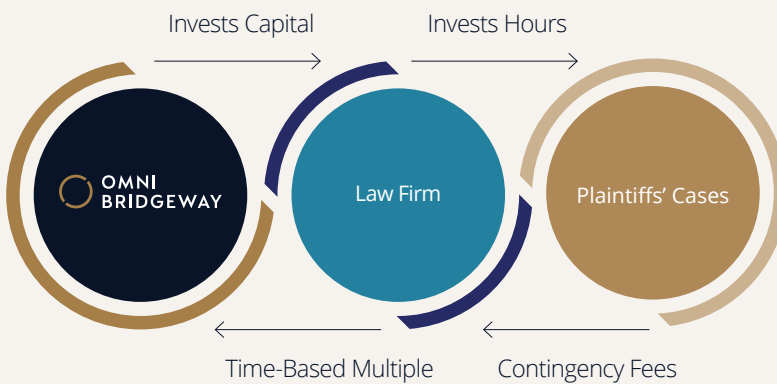 Invests Capital
Invests Hours
OMNI
BRIDGEWAY
Law Firm
Plaintiffs’ Cases
Time-Based Multiple
Contingency Fees